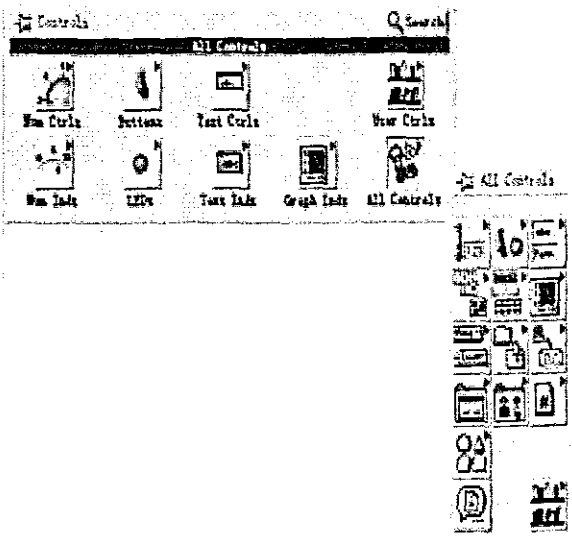 Controls Search
All Controls
Num Ctrls Buttons Text Ctrls User Ctrls
Num Inds LEDs Text Inds Graph Inds All Controls
All Controls